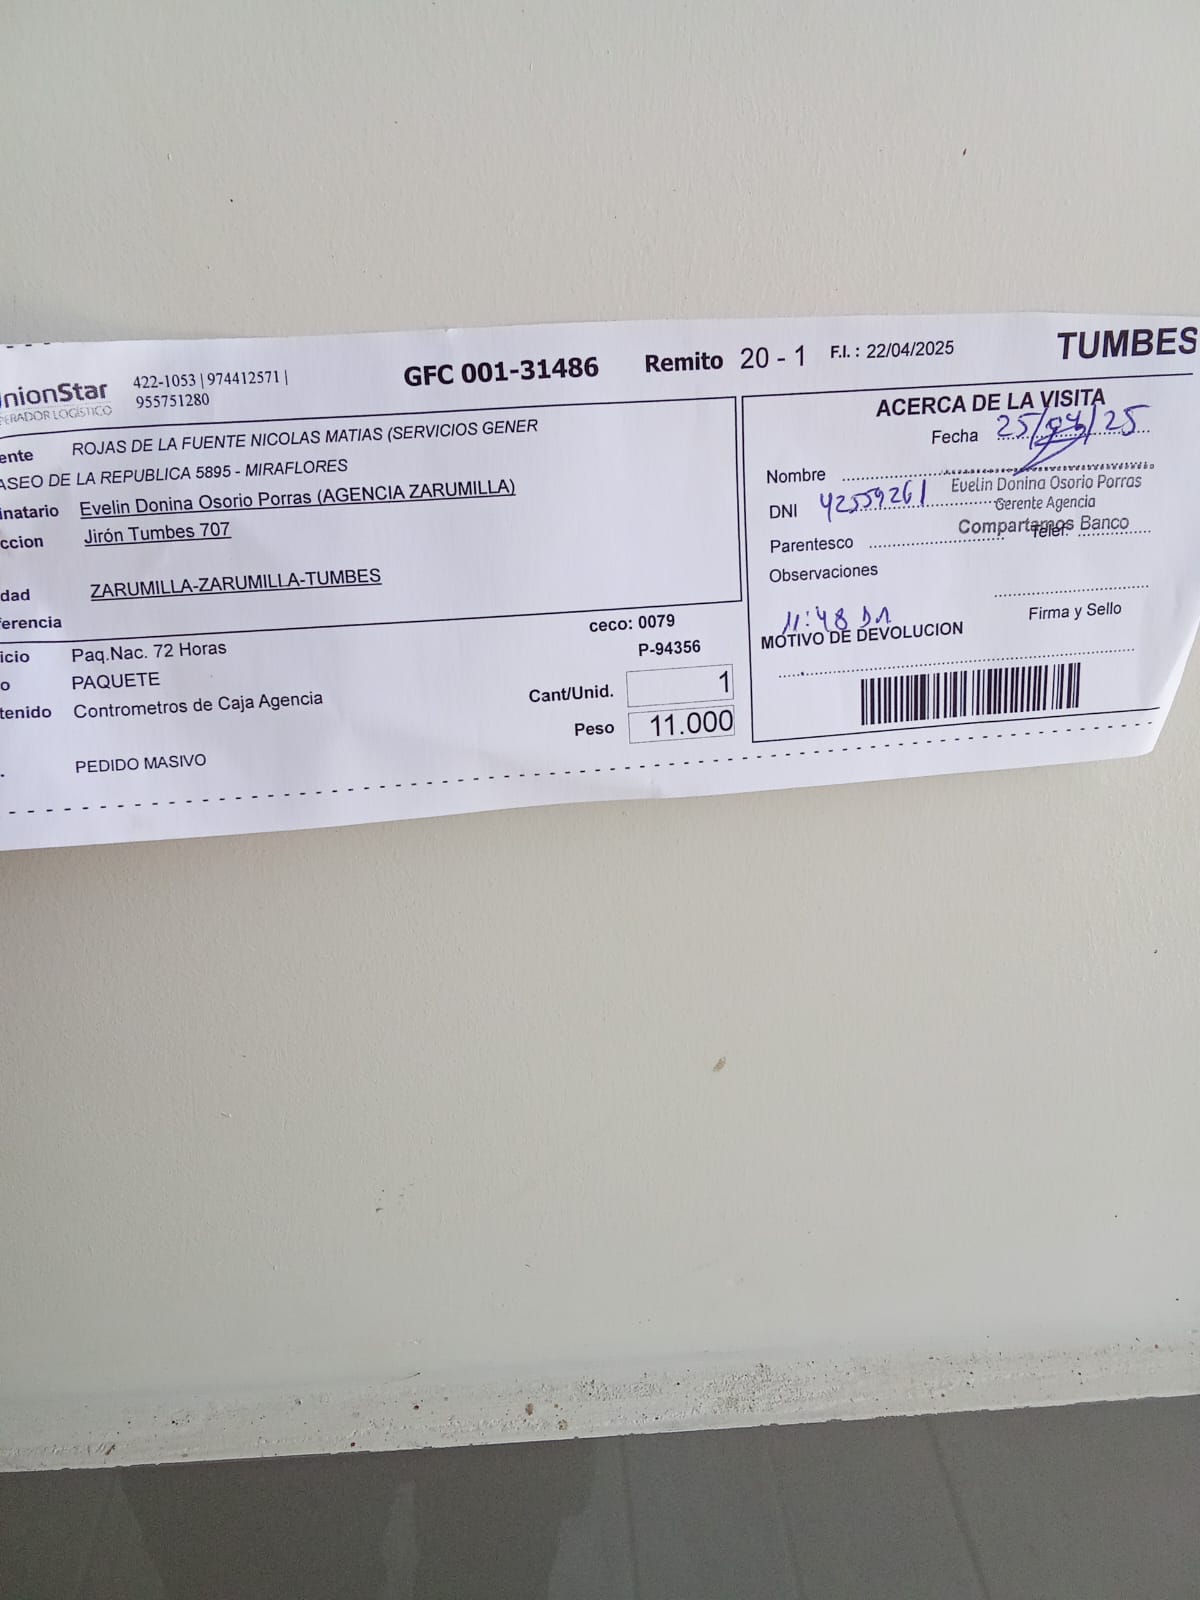 nionStar
ERADOR LOGÍSTICO
422-1053 | 974412571 |
955751280
GFC 001-31486
Remito 20 - 1
F.I. : 22/04/2025
TUMBES
ente ROJAS DE LA FUENTE NICOLAS MATIAS (SERVICIOS GENER
ASEO DE LA REPUBLICA 5895 - MIRAFLORES
inatario Evelin Donina Osorio Porras (AGENCIA ZARUMILLA)
ccion Jirón Tumbes 707
dad ZARUMILLA-ZARUMILLA-TUMBES
erencia
icio Paq.Nac. 72 Horas
o PAQUETE
tenido Contrometros de Caja Agencia
PEDIDO MASIVO
ceco: 0079
P-94356
Cant/Unid. 1
Peso 11.000
ACERCA DE LA VISITA
Fecha 25/04/25
Nombre
Evelin Donina Osorio Porras
DNI 42559261
Gerente Agencia
Compartamos Banco
Parentesco
Telef.
Observaciones
Firma y Sello
11:48
MOTIVO DE DEVOLUCION